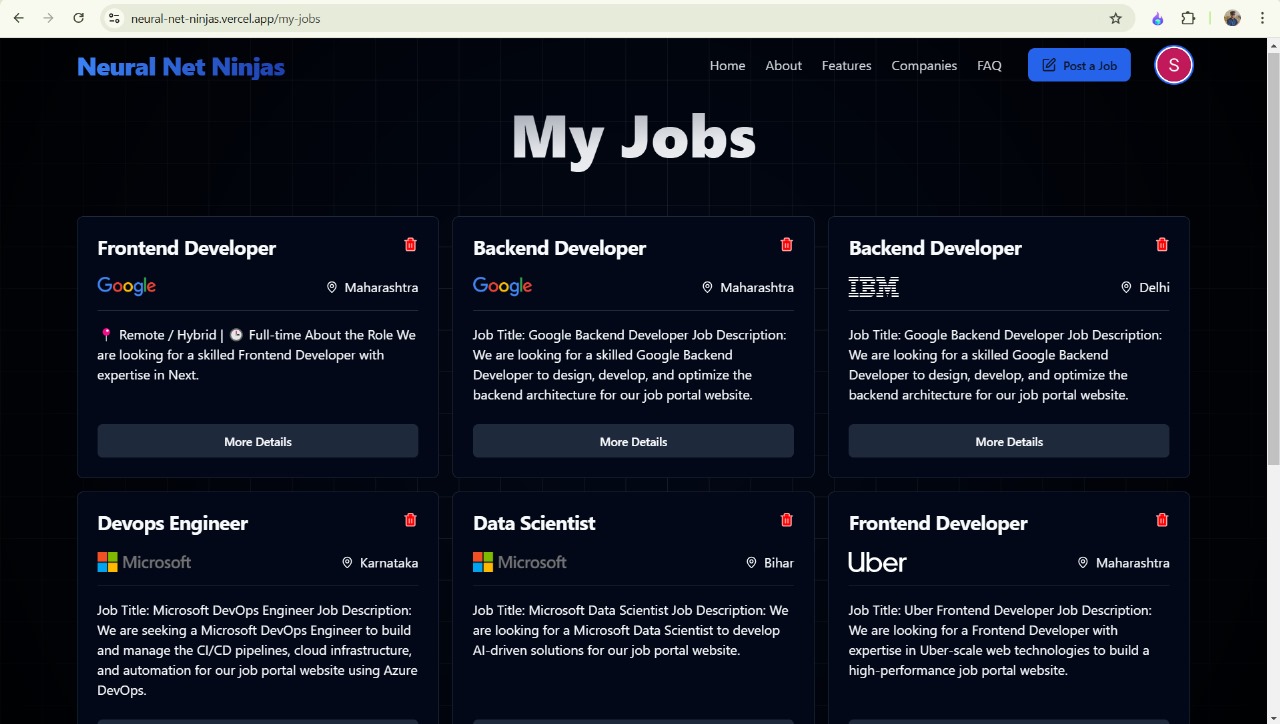 neural-net-ninjas.vercel.app/my-jobs
Neural Net Ninjas
Home About Features Companies FAQ Post a Job S
My Jobs
Frontend Developer
Google Maharashtra
Remote / Hybrid | Full-time About the Role We
are looking for a skilled Frontend Developer with
expertise in Next.
More Details
Backend Developer
Google Maharashtra
Job Title: Google Backend Developer Job Description:
We are looking for a skilled Google Backend
Developer to design, develop, and optimize the
backend architecture for our job portal website.
More Details
Backend Developer
IBM Delhi
Job Title: Google Backend Developer Job Description:
We are looking for a skilled Google Backend
Developer to design, develop, and optimize the
backend architecture for our job portal website.
More Details
Devops Engineer
Microsoft Karnataka
Job Title: Microsoft DevOps Engineer Job Description:
We are seeking a Microsoft DevOps Engineer to build
and manage the CI/CD pipelines, cloud infrastructure,
and automation for our job portal website using Azure
DevOps.
Data Scientist
Microsoft Bihar
Job Title: Microsoft Data Scientist Job Description: We
are looking for a Microsoft Data Scientist to develop
AI-driven solutions for our job portal website.
Frontend Developer
Uber Maharashtra
Job Title: Uber Frontend Developer Job Description:
We are looking for a Frontend Developer with
expertise in Uber-scale web technologies to build a
high-performance job portal website.